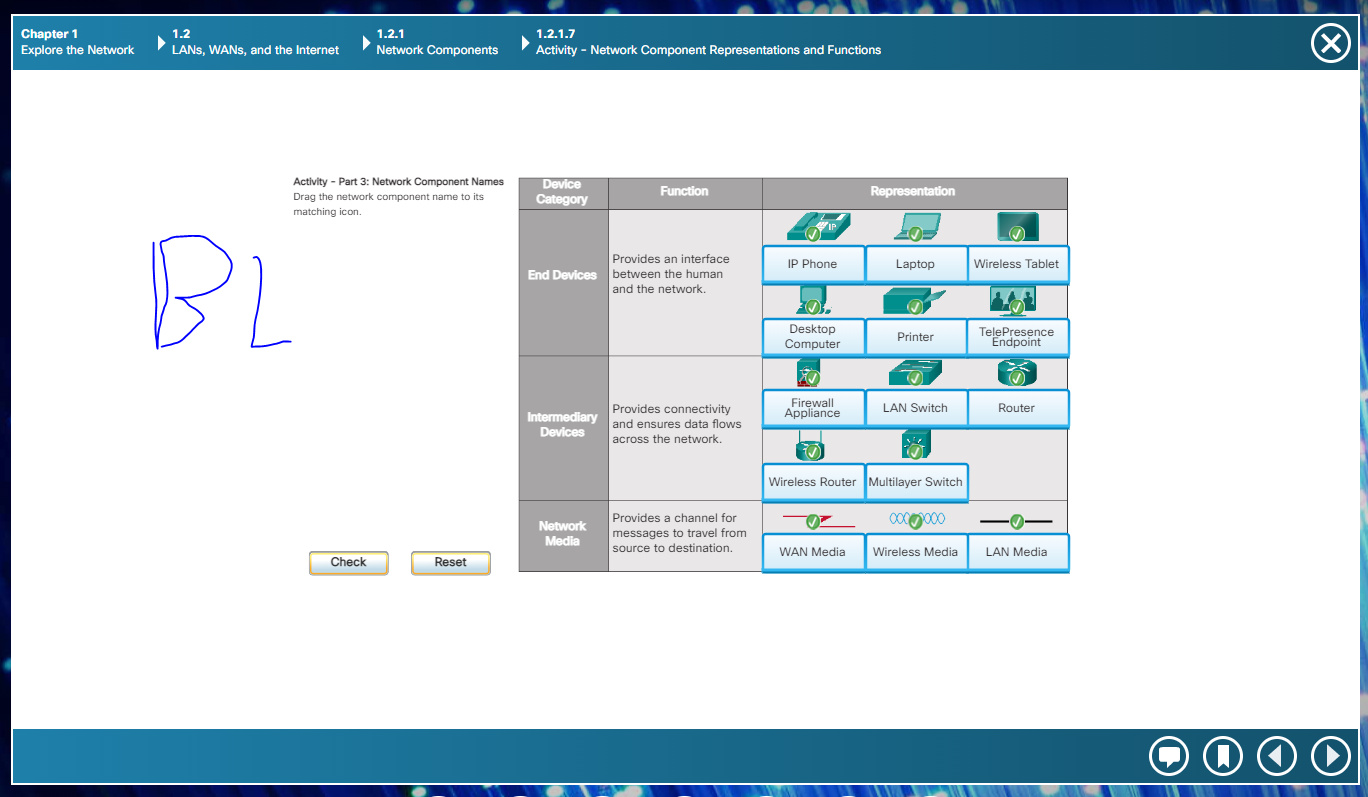 Chapter 1
Explore the Network
1.2
LANs, WANs, and the Internet
1.2.1
Network Components
1.2.1.7
Activity - Network Component Representations and Functions
Activity - Part 3: Network Component Names
Drag the network component name to its
matching icon.
BL
Check
Reset
Device
Category
Function
Representation
End Devices
Provides an interface
between the human
and the network.
IP
IP Phone
Laptop
Wireless Tablet
Desktop
Computer
Printer
TelePresence
Endpoint
Intermediary
Devices
Provides connectivity
and ensures data flows
across the network.
Firewall
Appliance
LAN Switch
Router
Wireless Router
Multilayer Switch
Network
Media
Provides a channel for
messages to travel from
source to destination.
WAN Media
Wireless Media
LAN Media